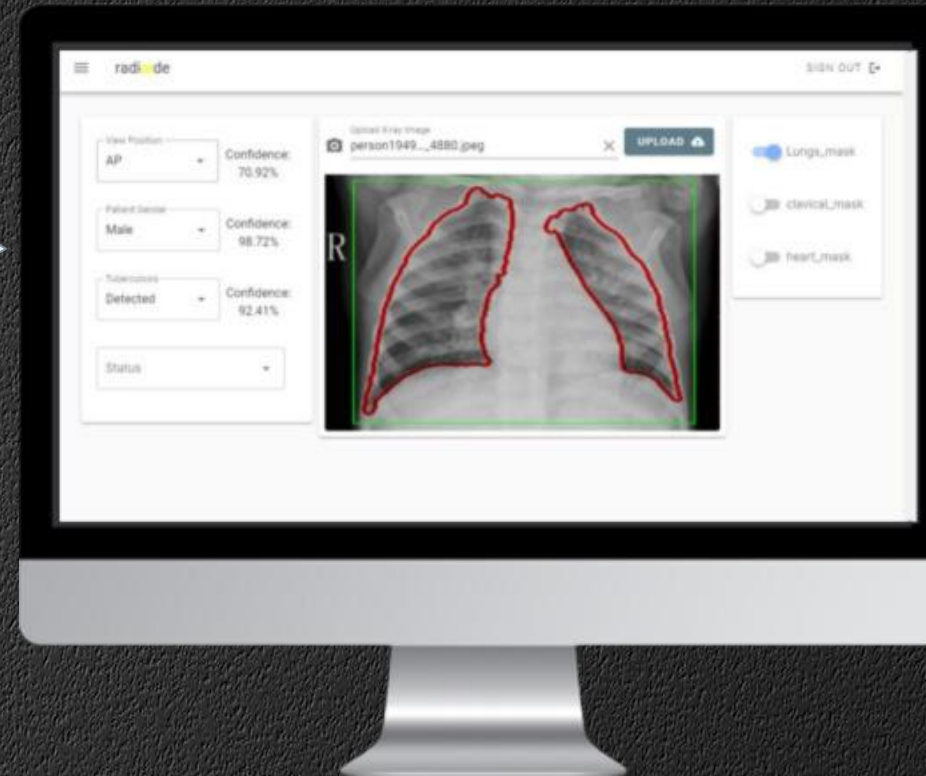 radi de
SIGN OUT
View Position
AP
Confidence:
70.92%
Patient Gender
Male
Confidence:
98.72%
Tuberculosis
Detected
Confidence:
92.41%
Status
Upload X-ray Image
person1949..._4880.jpeg
UPLOAD
R
Lungs_mask
clavical_mask
heart_mask